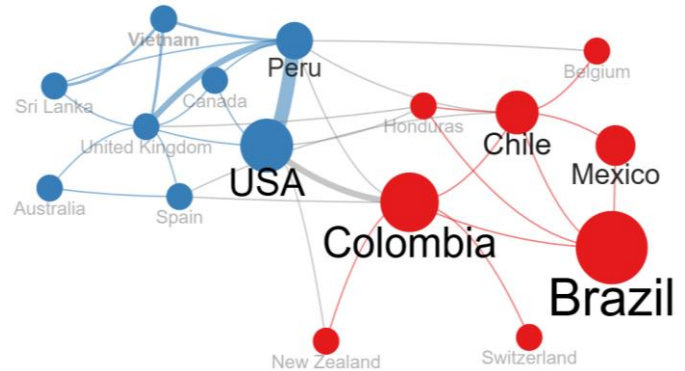 Vietnam
Peru
Belgium
Sri Lanka
Canada
Honduras
United Kingdom
Chile
USA
Mexico
Australia
Spain
Colombia
Brazil
New Zealand
Switzerland